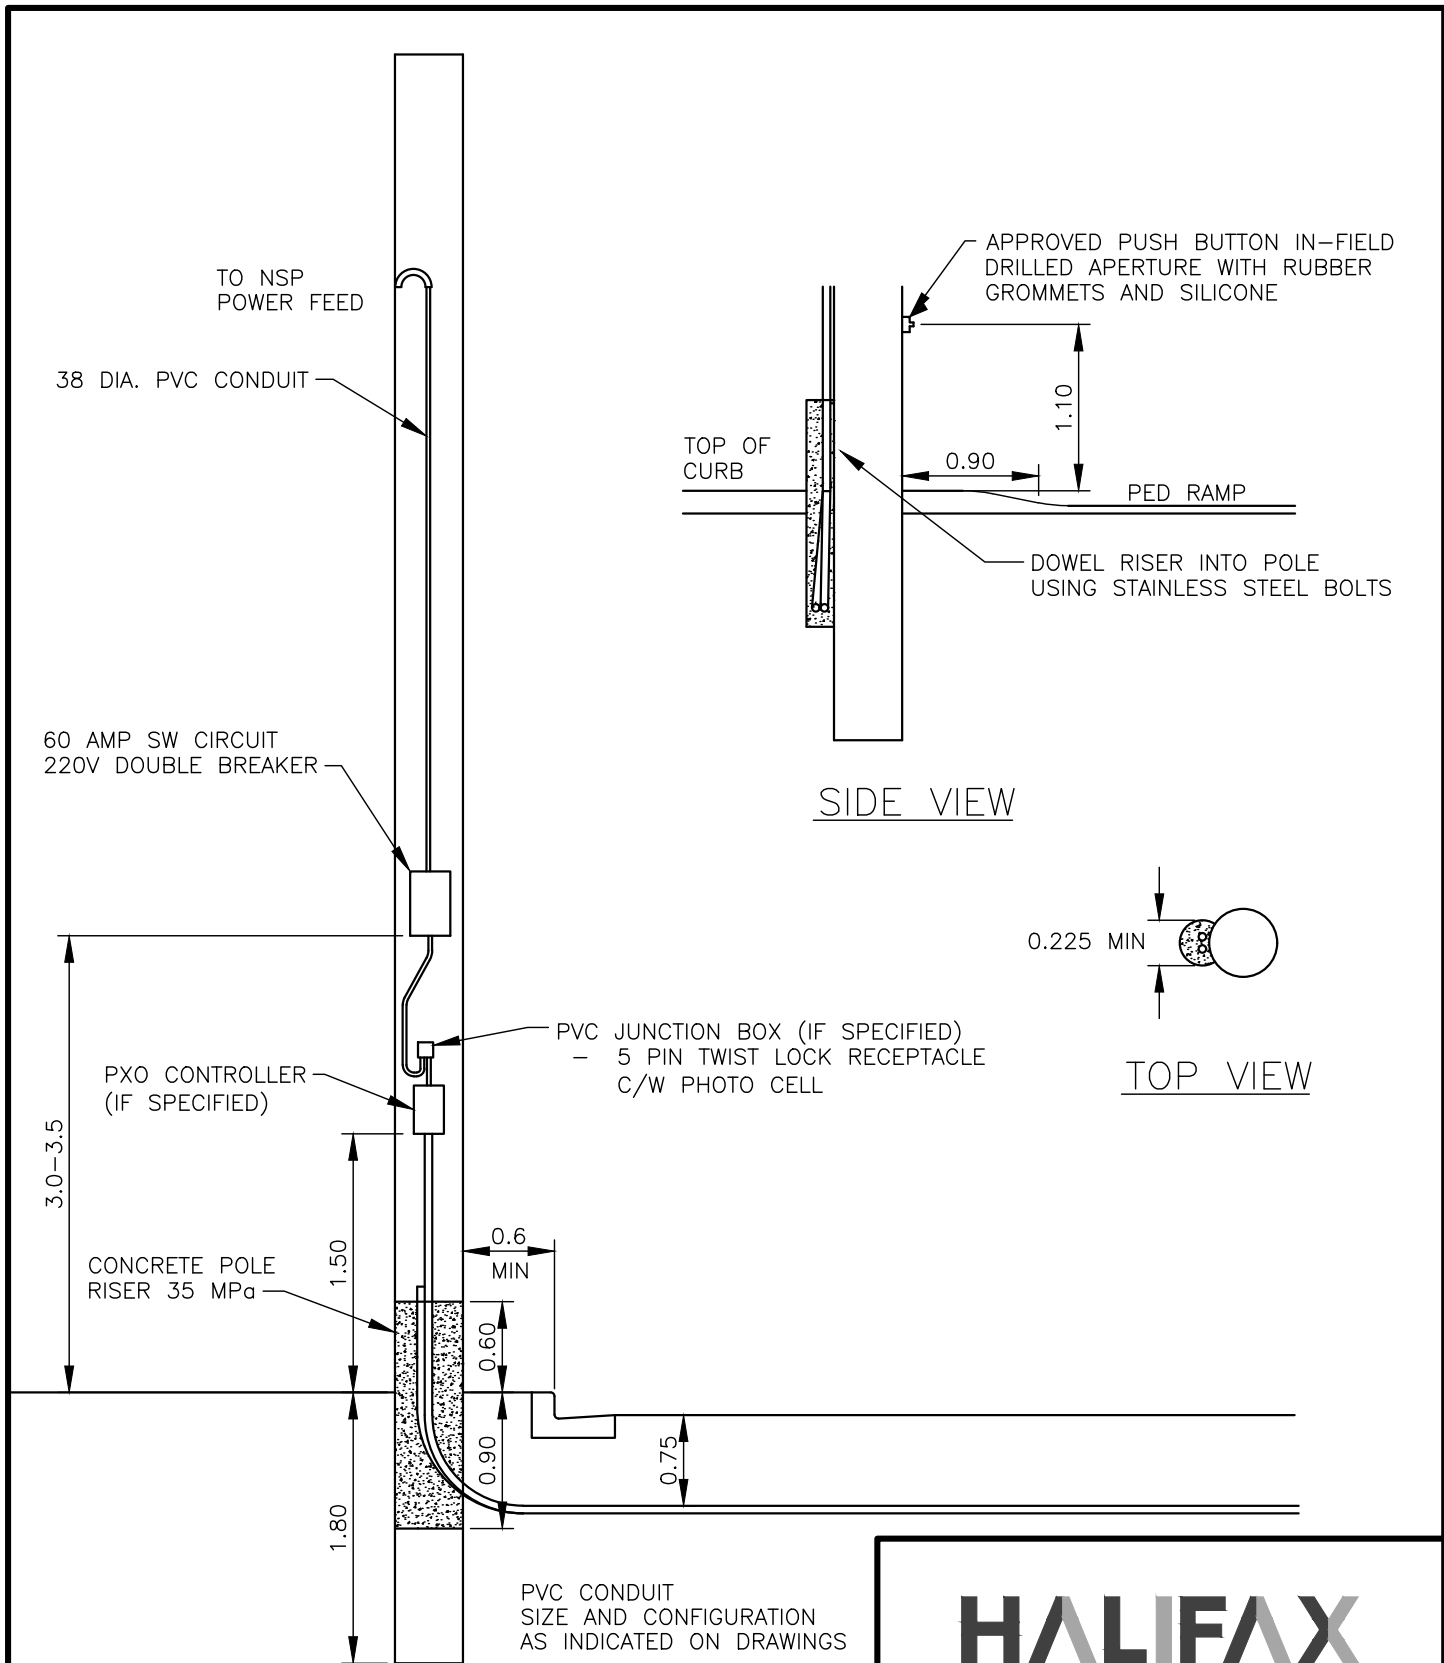 TO NSP
POWER FEED
38 DIA. PVC CONDUIT
APPROVED PUSH BUTTON IN-FIELD
DRILLED APERTURE WITH RUBBER
GROMMETS AND SILICONE
1.10
TOP OF
CURB
0.90
PED RAMP
DOWEL RISER INTO POLE
USING STAINLESS STEEL BOLTS
60 AMP SW CIRCUIT
220V DOUBLE BREAKER
SIDE VIEW
0.225 MIN
TOP VIEW
PVC JUNCTION BOX (IF SPECIFIED)
- 5 PIN TWIST LOCK RECEPTACLE
C/W PHOTO CELL
PXO CONTROLLER
(IF SPECIFIED)
3.0-3.5
1.50
0.6
MIN
CONCRETE POLE
RISER 35 MPa
0.60
0.90
0.75
1.80
PVC CONDUIT
SIZE AND CONFIGURATION
AS INDICATED ON DRAWINGS
HALIFAX